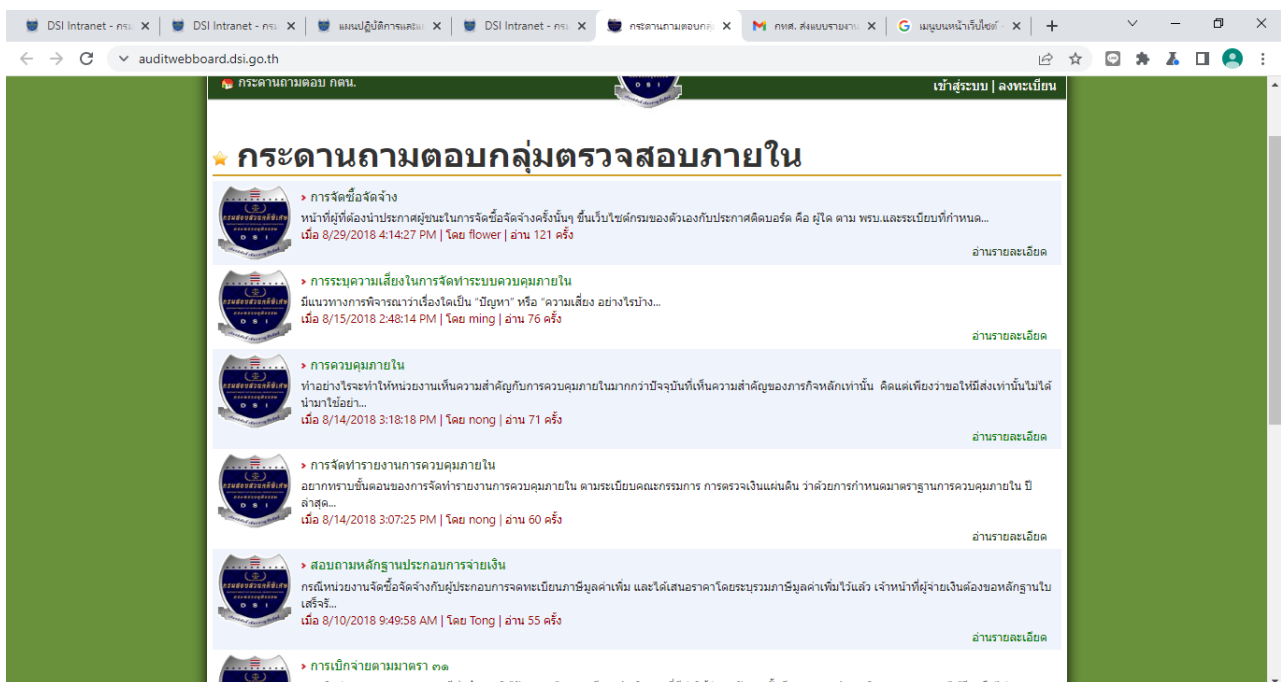 DSI Intranet - กรม
DSI Intranet - กรม
แผนปฏิบัติการและแ
DSI Intranet - กรม
กระดานถามตอบกลุ่
กทศ. ส่งแบบรายงาน
เมนูบนหน้าเว็บไซต์ -
auditwebboard.dsi.go.th
กระดานถามตอบ กตน.
เข้าสู่ระบบ | ลงทะเบียน
D S I
กระดานถามตอบกลุ่มตรวจสอบภายใน
การจัดซื้อจัดจ้าง
หน้าที่ผู้ที่ต้องนำประกาศผู้ชนะในการจัดซื้อจัดจ้างครั้งนั้นๆ ขึ้นเว็บไซต์กรมของตัวเองกับประกาศติดบอร์ด คือ ผู้ใด ตาม พรบ.และระเบียบที่กำหนด...
เมื่อ 8/29/2018 4:14:27 PM | โดย flower | อ่าน 121 ครั้ง
อ่านรายละเอียด
การระบุความเสี่ยงในการจัดทำระบบควบคุมภายใน
มีแนวทางการพิจารณาว่าเรื่องใดเป็น "ปัญหา" หรือ "ความเสี่ยง อย่างไรบ้าง...
เมื่อ 8/15/2018 2:48:14 PM | โดย ming | อ่าน 76 ครั้ง
อ่านรายละเอียด
การควบคุมภายใน
ทำอย่างไรจะทำให้หน่วยงานเห็นความสำคัญกับการควบคุมภายในมากกว่าปัจจุบันที่เห็นความสำคัญของภารกิจหลักเท่านั้น คิดแต่เพียงว่าขอให้มีส่งเท่านั้นไม่ได้
นำมาใช้อย่า...
เมื่อ 8/14/2018 3:18:18 PM | โดย nong | อ่าน 71 ครั้ง
อ่านรายละเอียด
การจัดทำรายงานการควบคุมภายใน
อยากทราบขั้นตอนของการจัดทำรายงานการควบคุมภายใน ตามระเบียบคณะกรรมการ การตรวจเงินแผ่นดิน ว่าด้วยการกำหนดมาตราฐานการควบคุมภายใน ปี
ล่าสุด...
เมื่อ 8/14/2018 3:07:25 PM | โดย nong | อ่าน 60 ครั้ง
อ่านรายละเอียด
สอบถามหลักฐานประกอบการจ่ายเงิน
กรณีหน่วยงานจัดซื้อจัดจ้างกับผู้ประกอบการจดทะเบียนภาษีมูลค่าเพิ่ม และได้เสนอราคาโดยระบุรวมภาษีมูลค่าเพิ่มไว้แล้ว เจ้าหน้าที่ผู้จ่ายเงินต้องขอหลักฐานใบ
เสร็จรั...
เมื่อ 8/10/2018 9:49:58 AM | โดย Tong | อ่าน 55 ครั้ง
อ่านรายละเอียด
การเบิกจ่ายตามมาตรา ๓๑